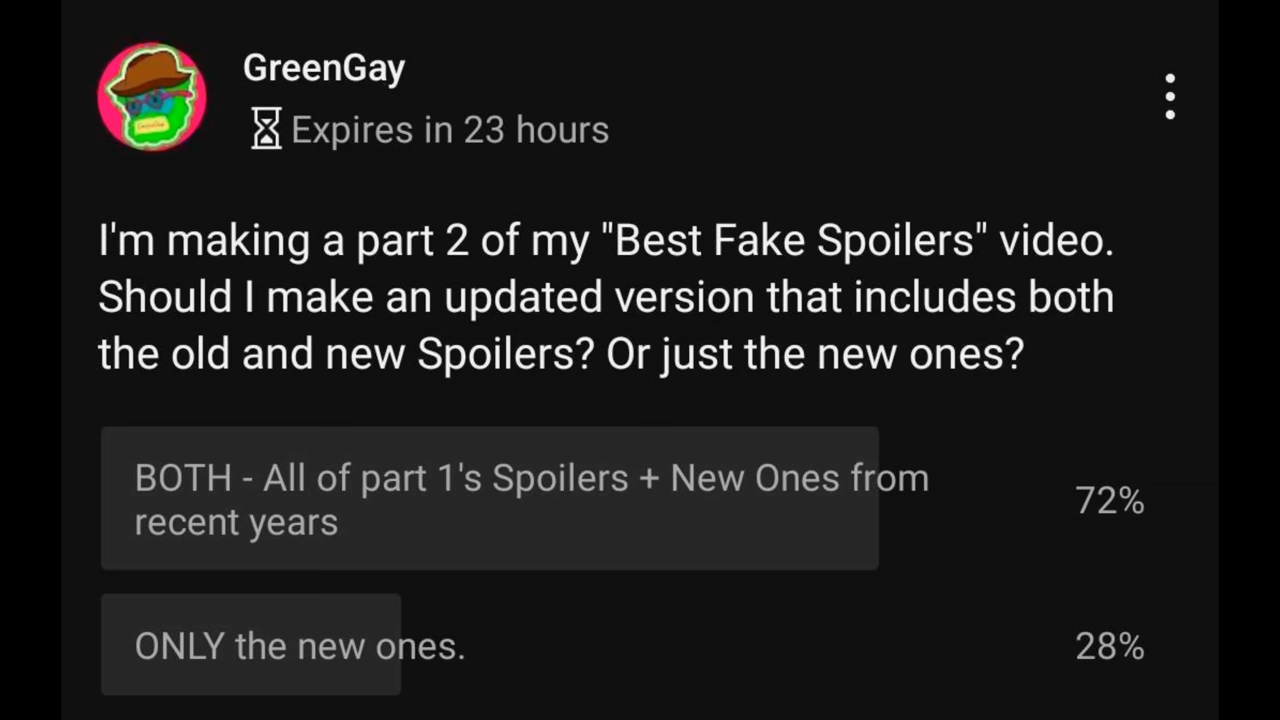 GreenGay
Expires in 23 hours
I'm making a part 2 of my "Best Fake Spoilers" video.
Should I make an updated version that includes both
the old and new Spoilers? Or just the new ones?
BOTH - All of part 1's Spoilers + New Ones from
recent years
72%
ONLY the new ones.
28%